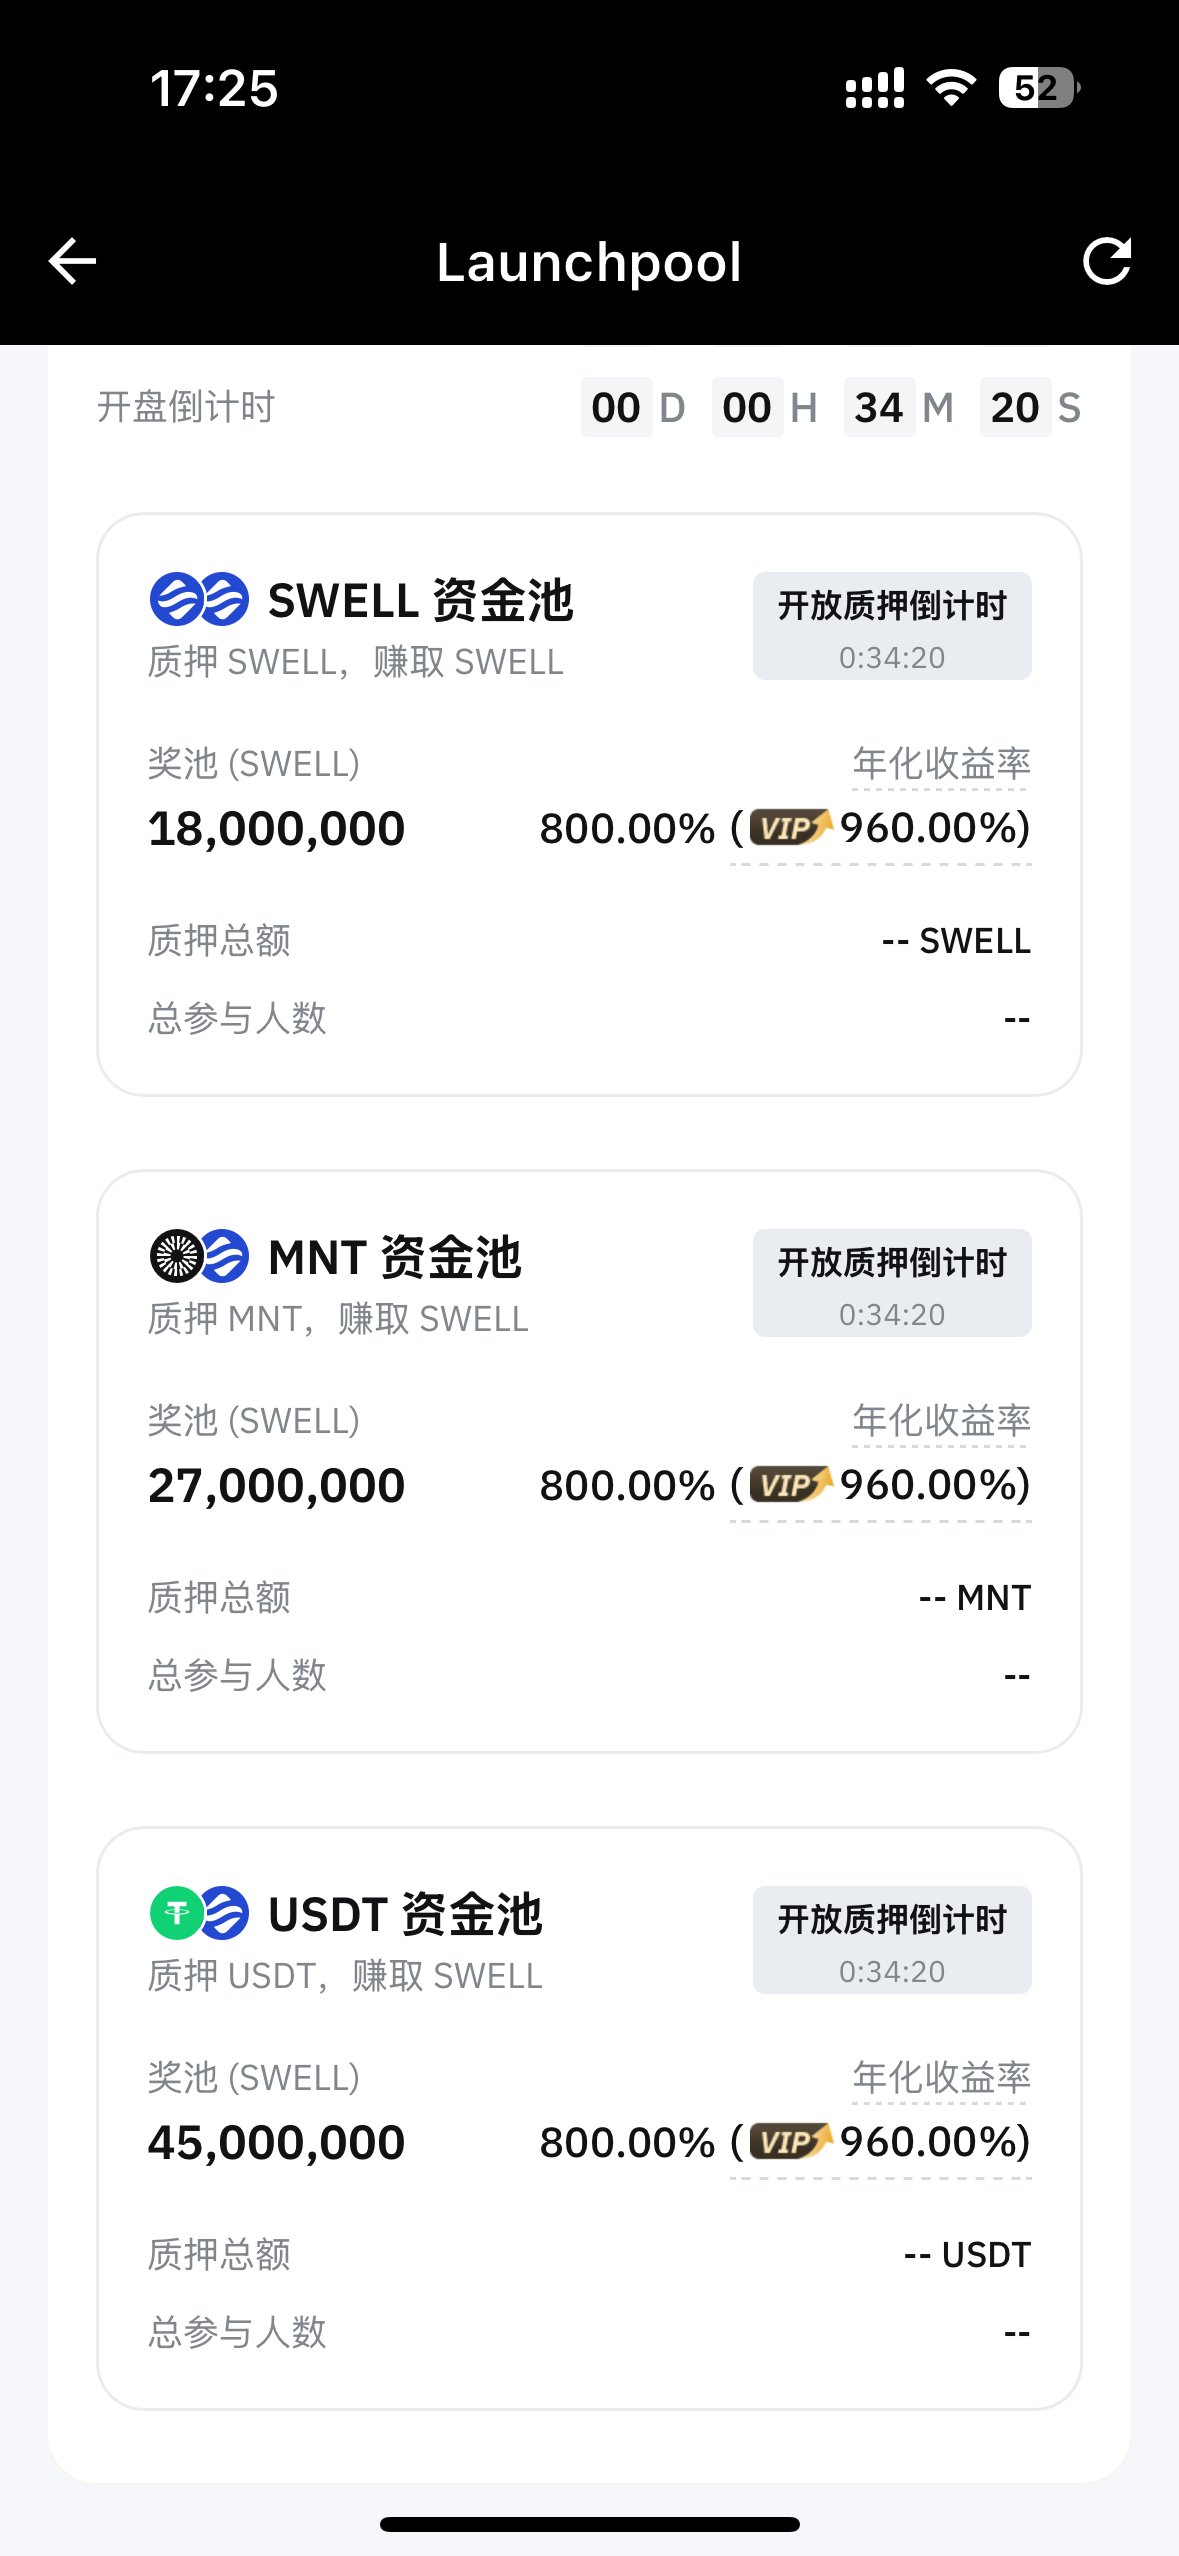 17:25
52
Launchpool
开盘倒计时 00 D 00 H 34 M 20 S
SWELL 资金池
质押 SWELL，赚取 SWELL
开放质押倒计时
0:34:20
奖池 (SWELL) 年化收益率
18,000,000 800.00% (VIP 960.00%)
质押总额 -- SWELL
总参与人数 --
MNT 资金池
质押 MNT，赚取 SWELL
开放质押倒计时
0:34:20
奖池 (SWELL) 年化收益率
27,000,000 800.00% (VIP 960.00%)
质押总额 -- MNT
总参与人数 --
USDT 资金池
质押 USDT，赚取 SWELL
开放质押倒计时
0:34:20
奖池 (SWELL) 年化收益率
45,000,000 800.00% (VIP 960.00%)
质押总额 -- USDT
总参与人数 --